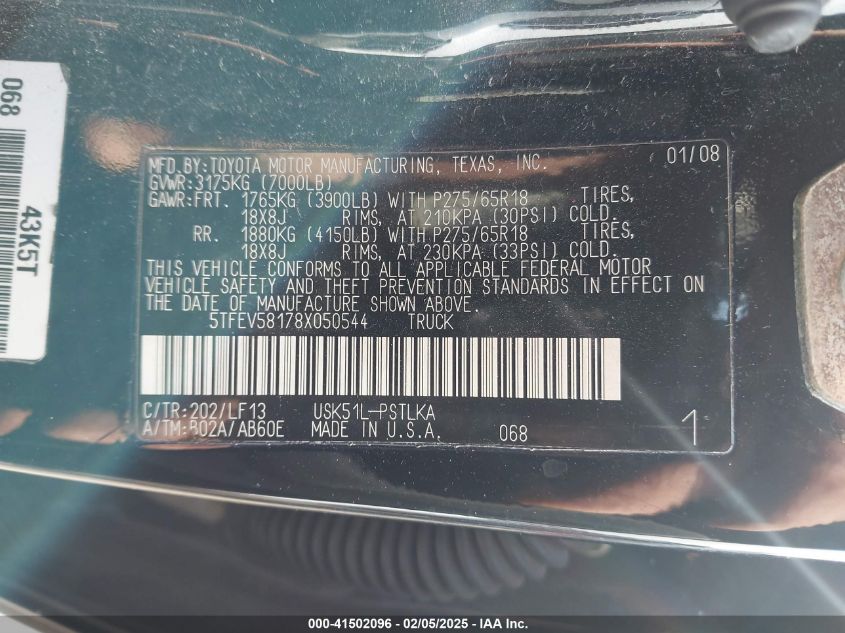 068
43K5T
MFD.BY:TOYOTA MOTOR MANUFACTURING, TEXAS, INC. 01/08
GVWR:3175KG (7000LB)
GAWR:FRT. 1765KG (3900LB) WITH P275/65R18 TIRES,
18X8J RIMS, AT 210KPA (30PSI) COLD.
RR. 1880KG (4150LB) WITH P275/65R18 TIRES,
18X8J RIMS, AT 230KPA (33PSI) COLD.
THIS VEHICLE CONFORMS TO ALL APPLICABLE FEDERAL MOTOR
VEHICLE SAFETY AND THEFT PREVENTION STANDARDS IN EFFECT ON
THE DATE OF MANUFACTURE SHOWN ABOVE.
5TFEV58178X050544 TRUCK
C/TR:202/LF13 USK51L-PSTLKA
A/TM:B02A/AB60E MADE IN U.S.A. 068 1
000-41502096 - 02/05/2025 - IAA Inc.